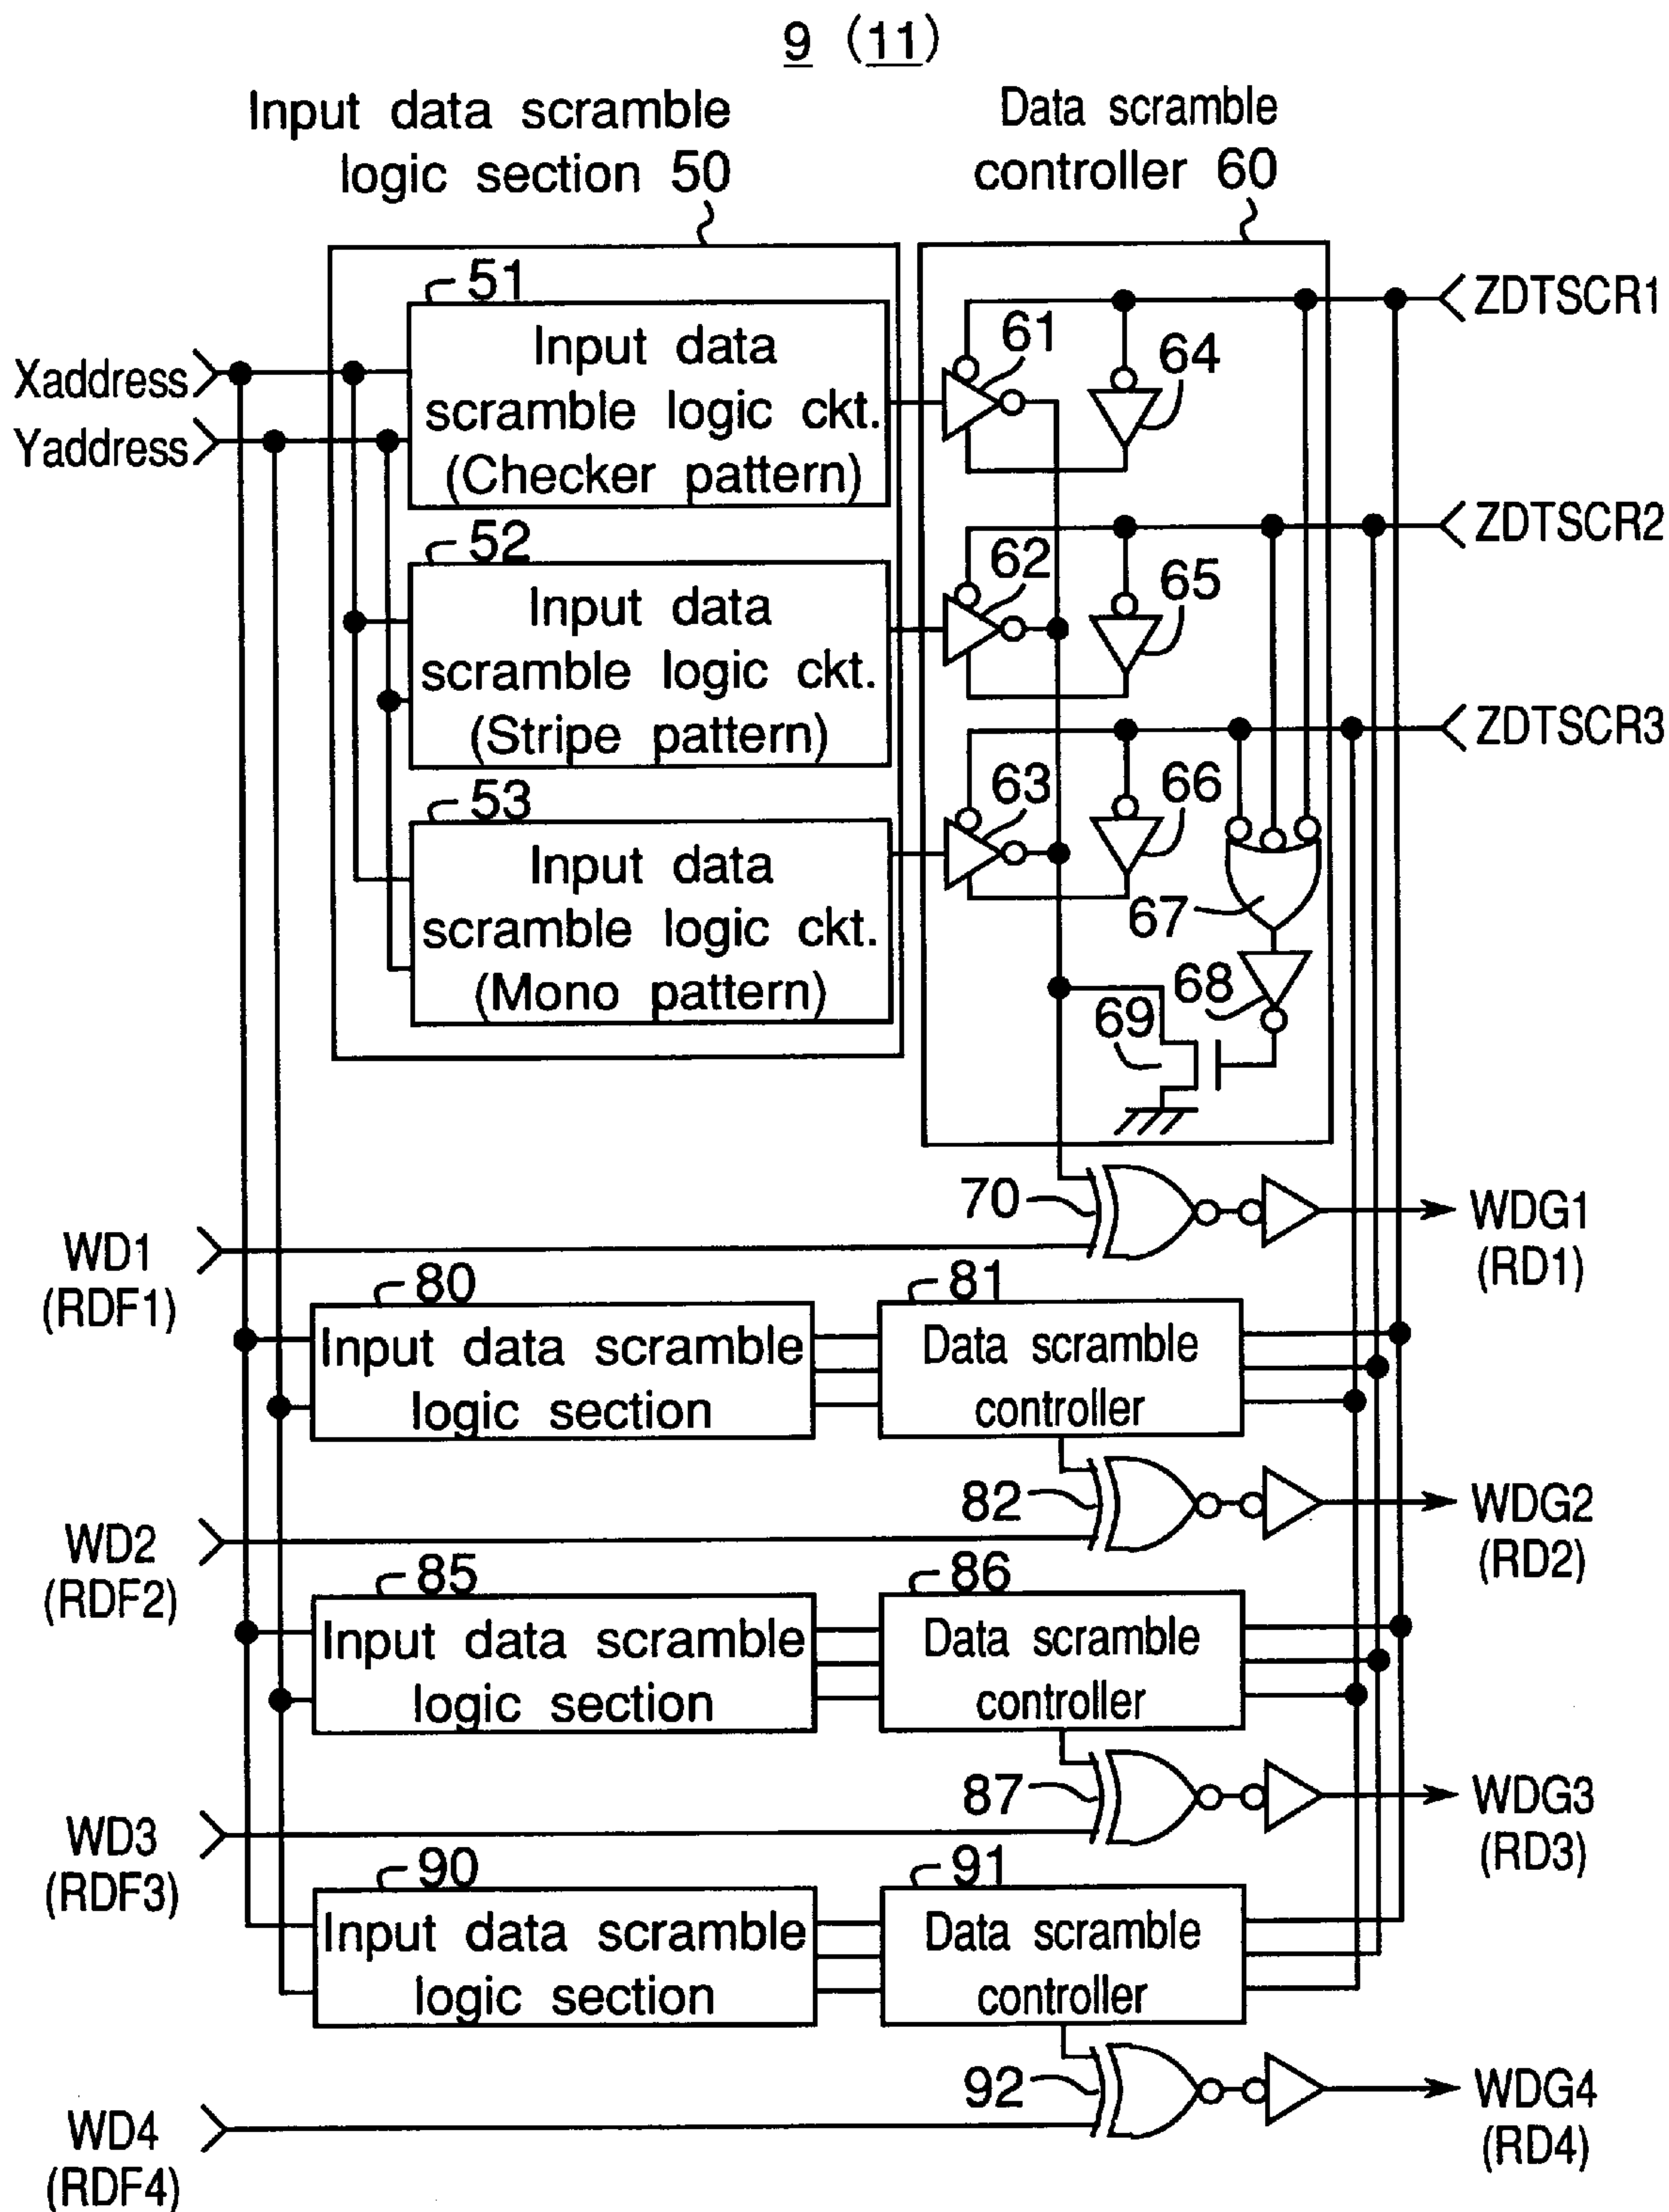 9 (11)
Input data scramble
logic section 50
Data scramble
controller 60
51
Input data
scramble logic ckt.
(Checker pattern)
52
Input data
scramble logic ckt.
(Stripe pattern)
53
Input data
scramble logic ckt.
(Mono pattern)
Xaddress
Yaddress
61
64
62
65
63
66
67
68
69
ZDTSCR1
ZDTSCR2
ZDTSCR3
70
WDG1
(RD1)
WD1
(RDF1)
80
Input data scramble
logic section
81
Data scramble
controller
82
WDG2
(RD2)
WD2
(RDF2)
85
Input data scramble
logic section
86
Data scramble
controller
87
WDG3
(RD3)
WD3
(RDF3)
90
Input data scramble
logic section
91
Data scramble
controller
92
WDG4
(RD4)
WD4
(RDF4)